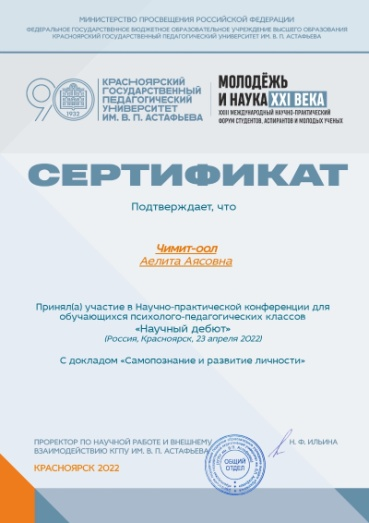 МИНИСТЕРСТВО ПРОСВЕЩЕНИЯ РОССИЙСКОЙ ФЕДЕРАЦИИ
ФЕДЕРАЛЬНОЕ ГОСУДАРСТВЕННОЕ БЮДЖЕТНОЕ ОБРАЗОВАТЕЛЬНОЕ УЧРЕЖДЕНИЕ ВЫСШЕГО ОБРАЗОВАНИЯ
КРАСНОЯРСКИЙ ГОСУДАРСТВЕННЫЙ ПЕДАГОГИЧЕСКИЙ УНИВЕРСИТЕТ ИМ. В. П. АСТАФЬЕВА
90
1932
КРАСНОЯРСКИЙ
ГОСУДАРСТВЕННЫЙ
ПЕДАГОГИЧЕСКИЙ
УНИВЕРСИТЕТ
ИМ. В. П. АСТАФЬЕВА
МОЛОДЁЖЬ
И НАУКА XXI ВЕКА
XXIII МЕЖДУНАРОДНЫЙ НАУЧНО-ПРАКТИЧЕСКИЙ
ФОРУМ СТУДЕНТОВ, АСПИРАНТОВ И МОЛОДЫХ УЧЕНЫХ
СЕРТИФИКАТ
Подтверждает, что
Чимит-оол
Аелита Аясовна
Принял(а) участие в Научно-практической конференции для
обучающихся психолого-педагогических классов
«Научный дебют»
(Россия, Красноярск, 23 апреля 2022)
С докладом «Самопознание и развитие личности»
ПРОРЕКТОР ПО НАУЧНОЙ РАБОТЕ И ВНЕШНЕМУ
ВЗАИМОДЕЙСТВИЮ КГПУ ИМ. В. П. АСТАФЬЕВА
Н. Ф. ИЛЬИНА
ОБЩИЙ
ОТДЕЛ
КРАСНОЯРСК 2022